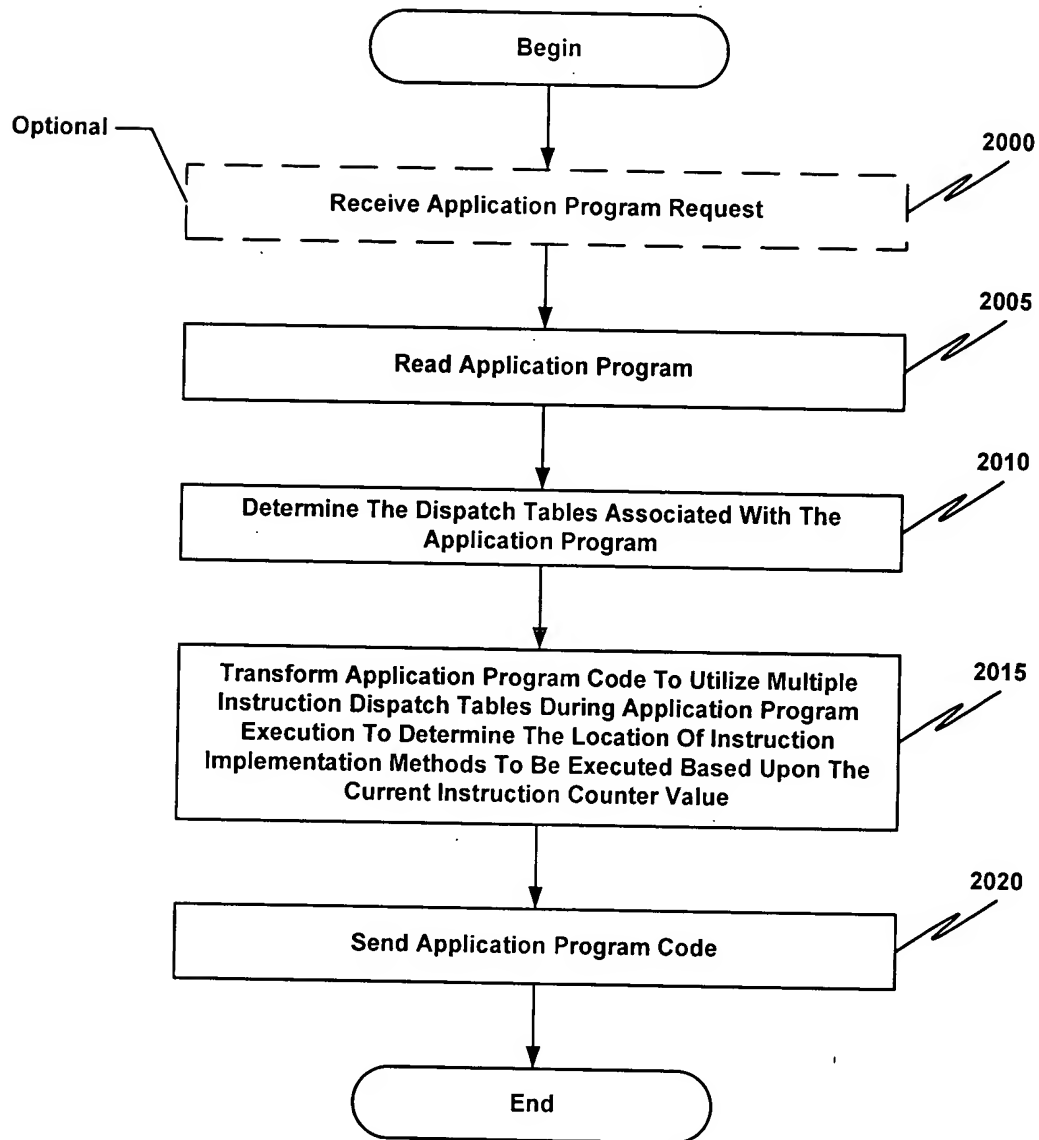 Begin
Optional
2000
Receive Application Program Request
2005
Read Application Program
2010
Determine The Dispatch Tables Associated With The
Application Program
Transform Application Program Code To Utilize Multiple
Instruction Dispatch Tables During Application Program
Execution To Determine The Location Of Instruction
Implementation Methods To Be Executed Based Upon The
Current Instruction Counter Value
2015
2020
Send Application Program Code
End